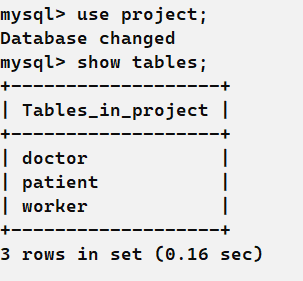 mysql> use project;
Database changed
mysql> show tables;
+-------------------+
| Tables_in_project |
+-------------------+
| doctor            |
| patient           |
| worker            |
+-------------------+
3 rows in set (0.16 sec)